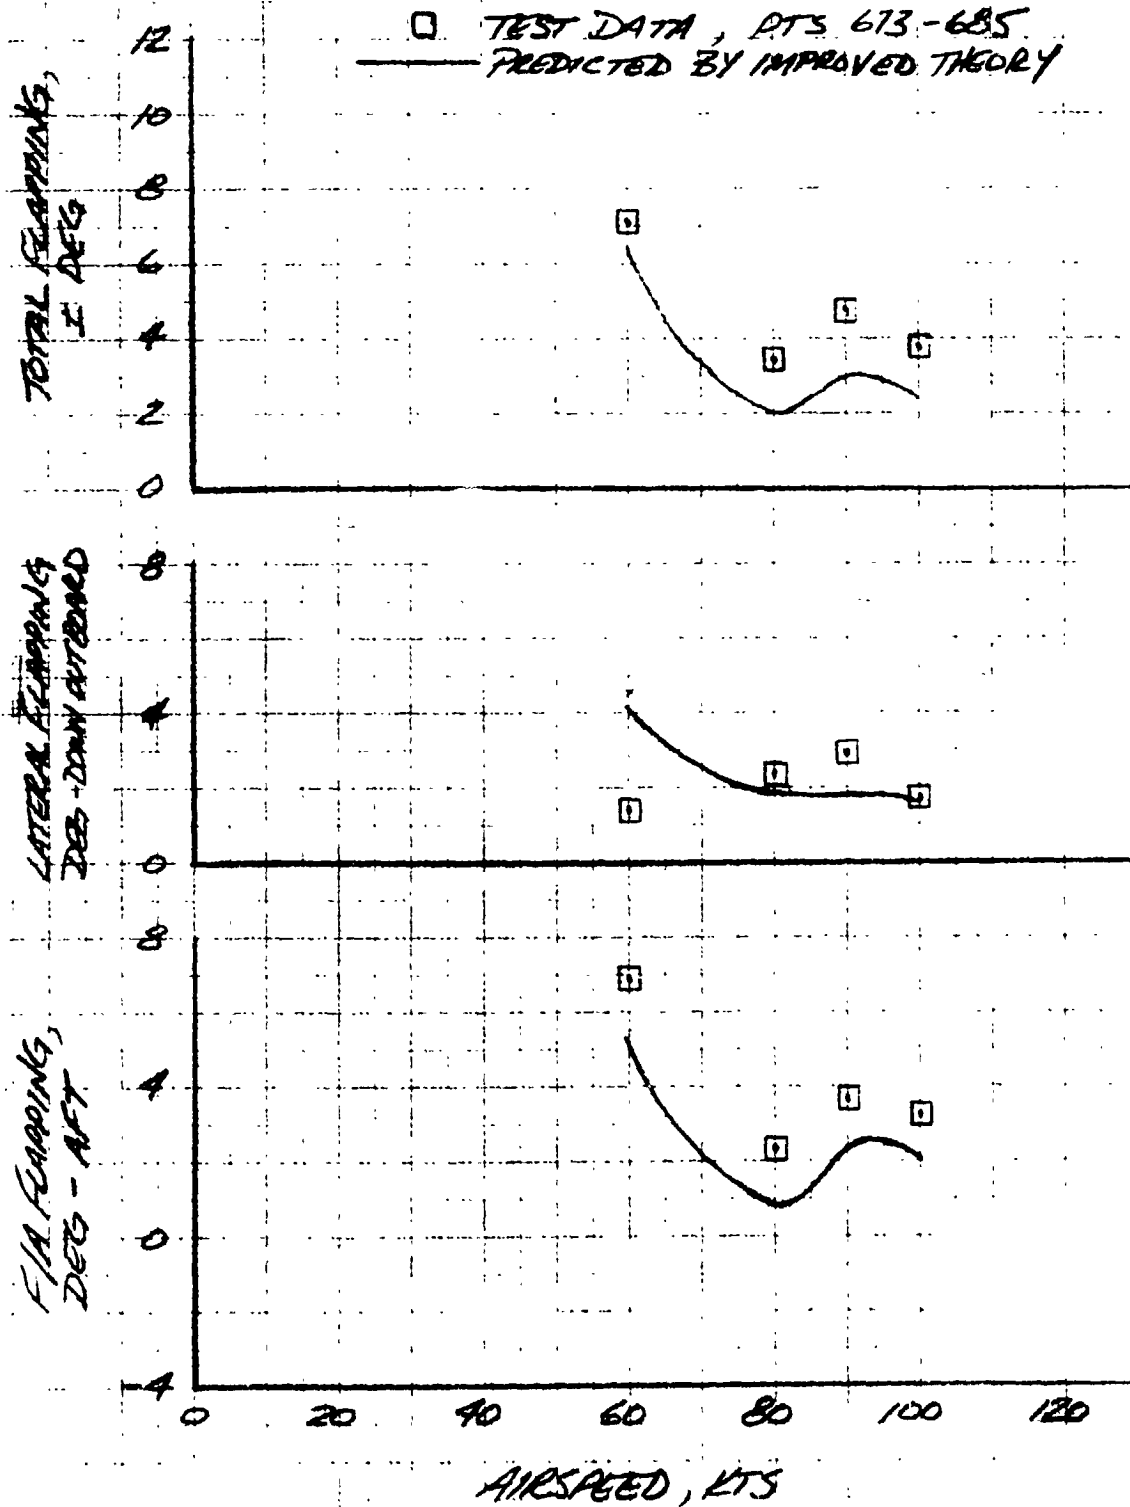 □ TEST DATA, PTS 673-685
PREDICTED BY IMPROVED THEORY
TOTAL FLAPPING,
± DEG
12
10
8
6
4
2
0
LATERAL FLAPPING
DEG - DOWN OUTBOARD
8
4
0
F/A FLAPPING,
DEG - AFT
8
4
0
-4
0 20 40 60 80 100 120
AIRSPEED, KTS